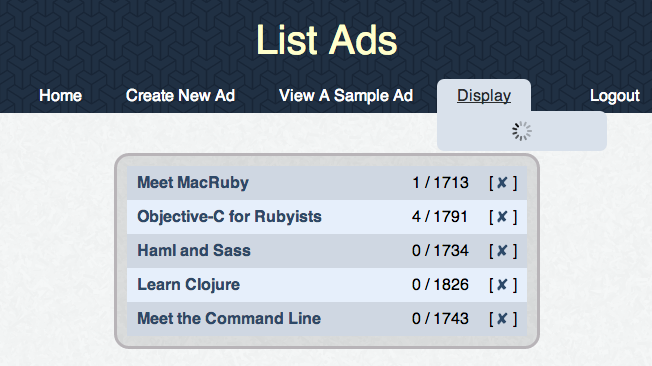 List Ads
Home Create New Ad View A Sample Ad Display Logout
Meet MacRuby 1 / 1713 [ ✘ ]
Objective-C for Rubyists 4 / 1791 [ ✘ ]
Haml and Sass 0 / 1734 [ ✘ ]
Learn Clojure 0 / 1826 [ ✘ ]
Meet the Command Line 0 / 1743 [ ✘ ]